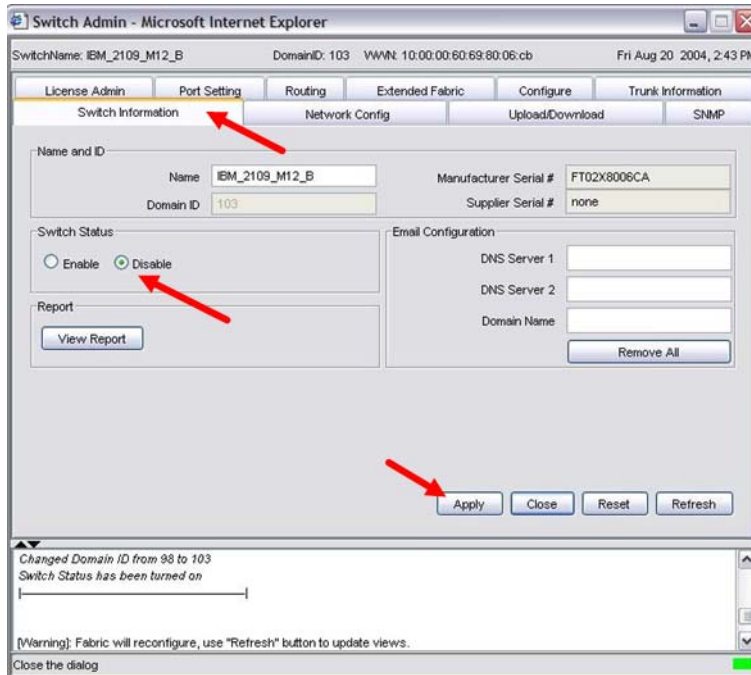 Switch Admin - Microsoft Internet Explorer
SwitchName: IBM_2109_M12_B DomainID: 103 WWN: 10:00:00:60:69:80:06:cb Fri Aug 20 2004, 2:43 PM
License Admin Port Setting Routing Extended Fabric Configure Trunk Information
Switch Information Network Config Upload/Download SNMP
Name and ID
Name IBM_2109_M12_B Manufacturer Serial # FT02X8006CA
Domain ID 103 Supplier Serial # none
Switch Status Email Configuration
Enable Disable DNS Server 1
DNS Server 2
Report Domain Name
View Report Remove All
Apply Close Reset Refresh
Changed Domain ID from 98 to 103
Switch Status has been turned on
[Warning]: Fabric will reconfigure, use "Refresh" button to update views.
Close the dialog